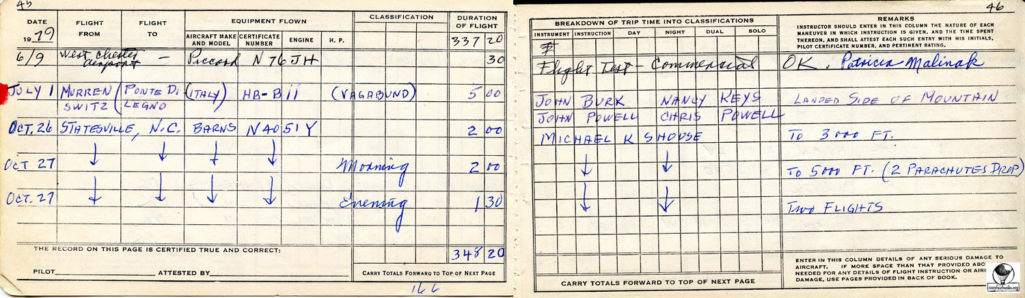 45
DATE
1979
FLIGHT FROM
FLIGHT TO
EQUIPMENT FLOWN
AIRCRAFT MAKE AND MODEL
CERTIFICATE NUMBER
ENGINE
H. P.
CLASSIFICATION
DURATION OF FLIGHT
337 20
6/9 West Chester Airport — Piccard N76JH 30
JULY 1 MURREN SWITZ (PONTE DI LEGNO (ITALY) HB-BII (VAGABUND) 5 00
OCT. 26 STATESVILLE, N.C. BARNS N4051Y 2 00
OCT 27 ↓ ↓ ↓ ↓ Morning 2 00
OCT. 27 ↓ ↓ ↓ ↓ Evening 1 30
THE RECORD ON THIS PAGE IS CERTIFIED TRUE AND CORRECT:
348 20
PILOT ATTESTED BY
CARRY TOTALS FORWARD TO TOP OF NEXT PAGE
166
46
BREAKDOWN OF TRIP TIME INTO CLASSIFICATIONS
INSTRUMENT INSTRUCTION DAY NIGHT DUAL SOLO
REMARKS
INSTRUCTOR SHOULD ENTER IN THIS COLUMN THE NATURE OF EACH
MANEUVER IN WHICH INSTRUCTION IS GIVEN, AND THE TIME SPENT
THEREON, AND SHALL ATTEST EACH SUCH ENTRY WITH HIS INITIALS,
PILOT CERTIFICATE NUMBER, AND PERTINENT RATING.
Flight Test - Commercial OK, Patricia Malinak
JOHN BURK NANCY KEYS LANDED SIDE OF MOUNTAIN
JOHN POWELL CHRIS POWELL
MICHAEL K SHOUSE TO 3000 FT.
↓ ↓ TO 5000 FT. (2 PARACHUTES DROP)
↓ ↓ TWO FLIGHTS
CARRY TOTALS FORWARD TO TOP OF NEXT PAGE
ENTER IN THIS COLUMN DETAILS OF ANY SERIOUS DAMAGE TO
AIRCRAFT. IF MORE SPACE THAN THAT PROVIDED
NEEDED FOR ANY DETAILS OF FLIGHT INSTRUCTION OR
DAMAGE, USE PAGES PROVIDED IN BACK OF BOOK.